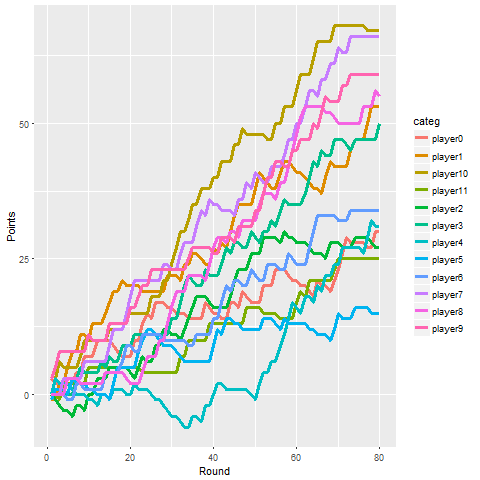 Points
50
25
0
0
20
40
60
80
Round
categ
player0
player1
player10
player11
player2
player3
player4
player5
player6
player7
player8
player9